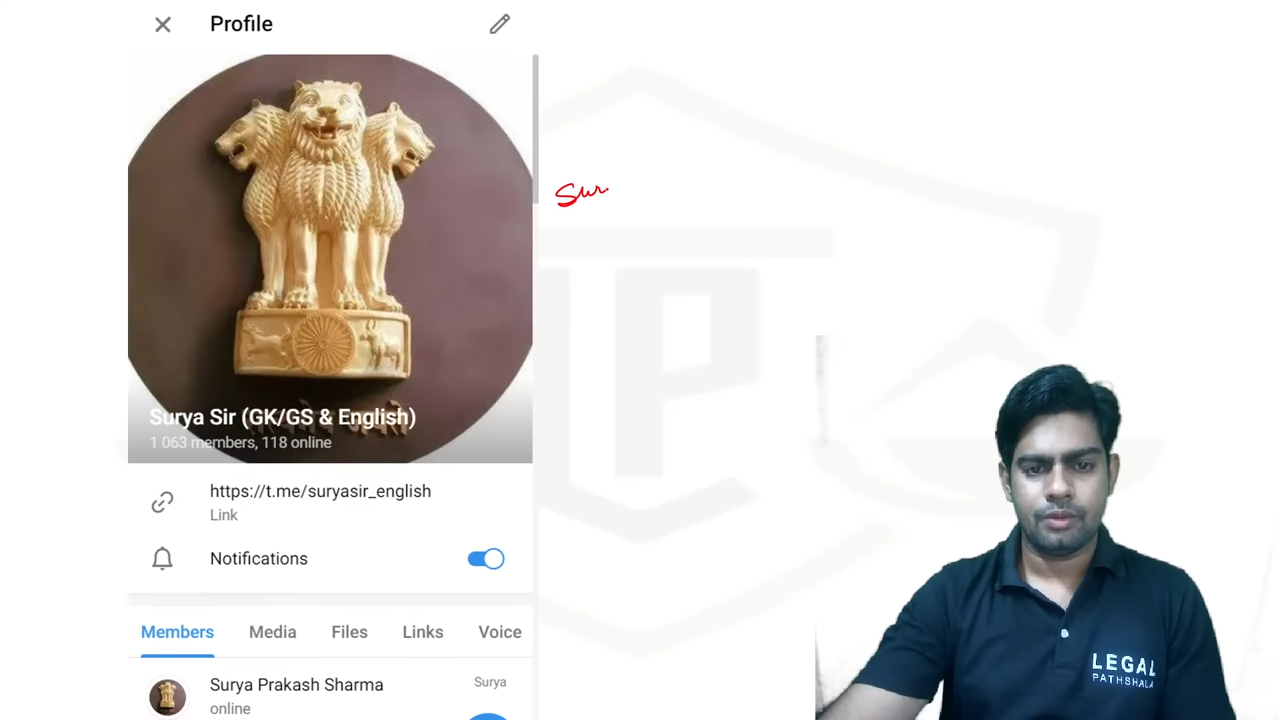 Profile
Surya Sir (GK/GS & English)
1 063 members, 118 online
https://t.me/suryasir_english
Link
Notifications
Members Media Files Links Voice
Surya Prakash Sharma
Surya
online
Sur
LEGAL
PATHSHALA
LP